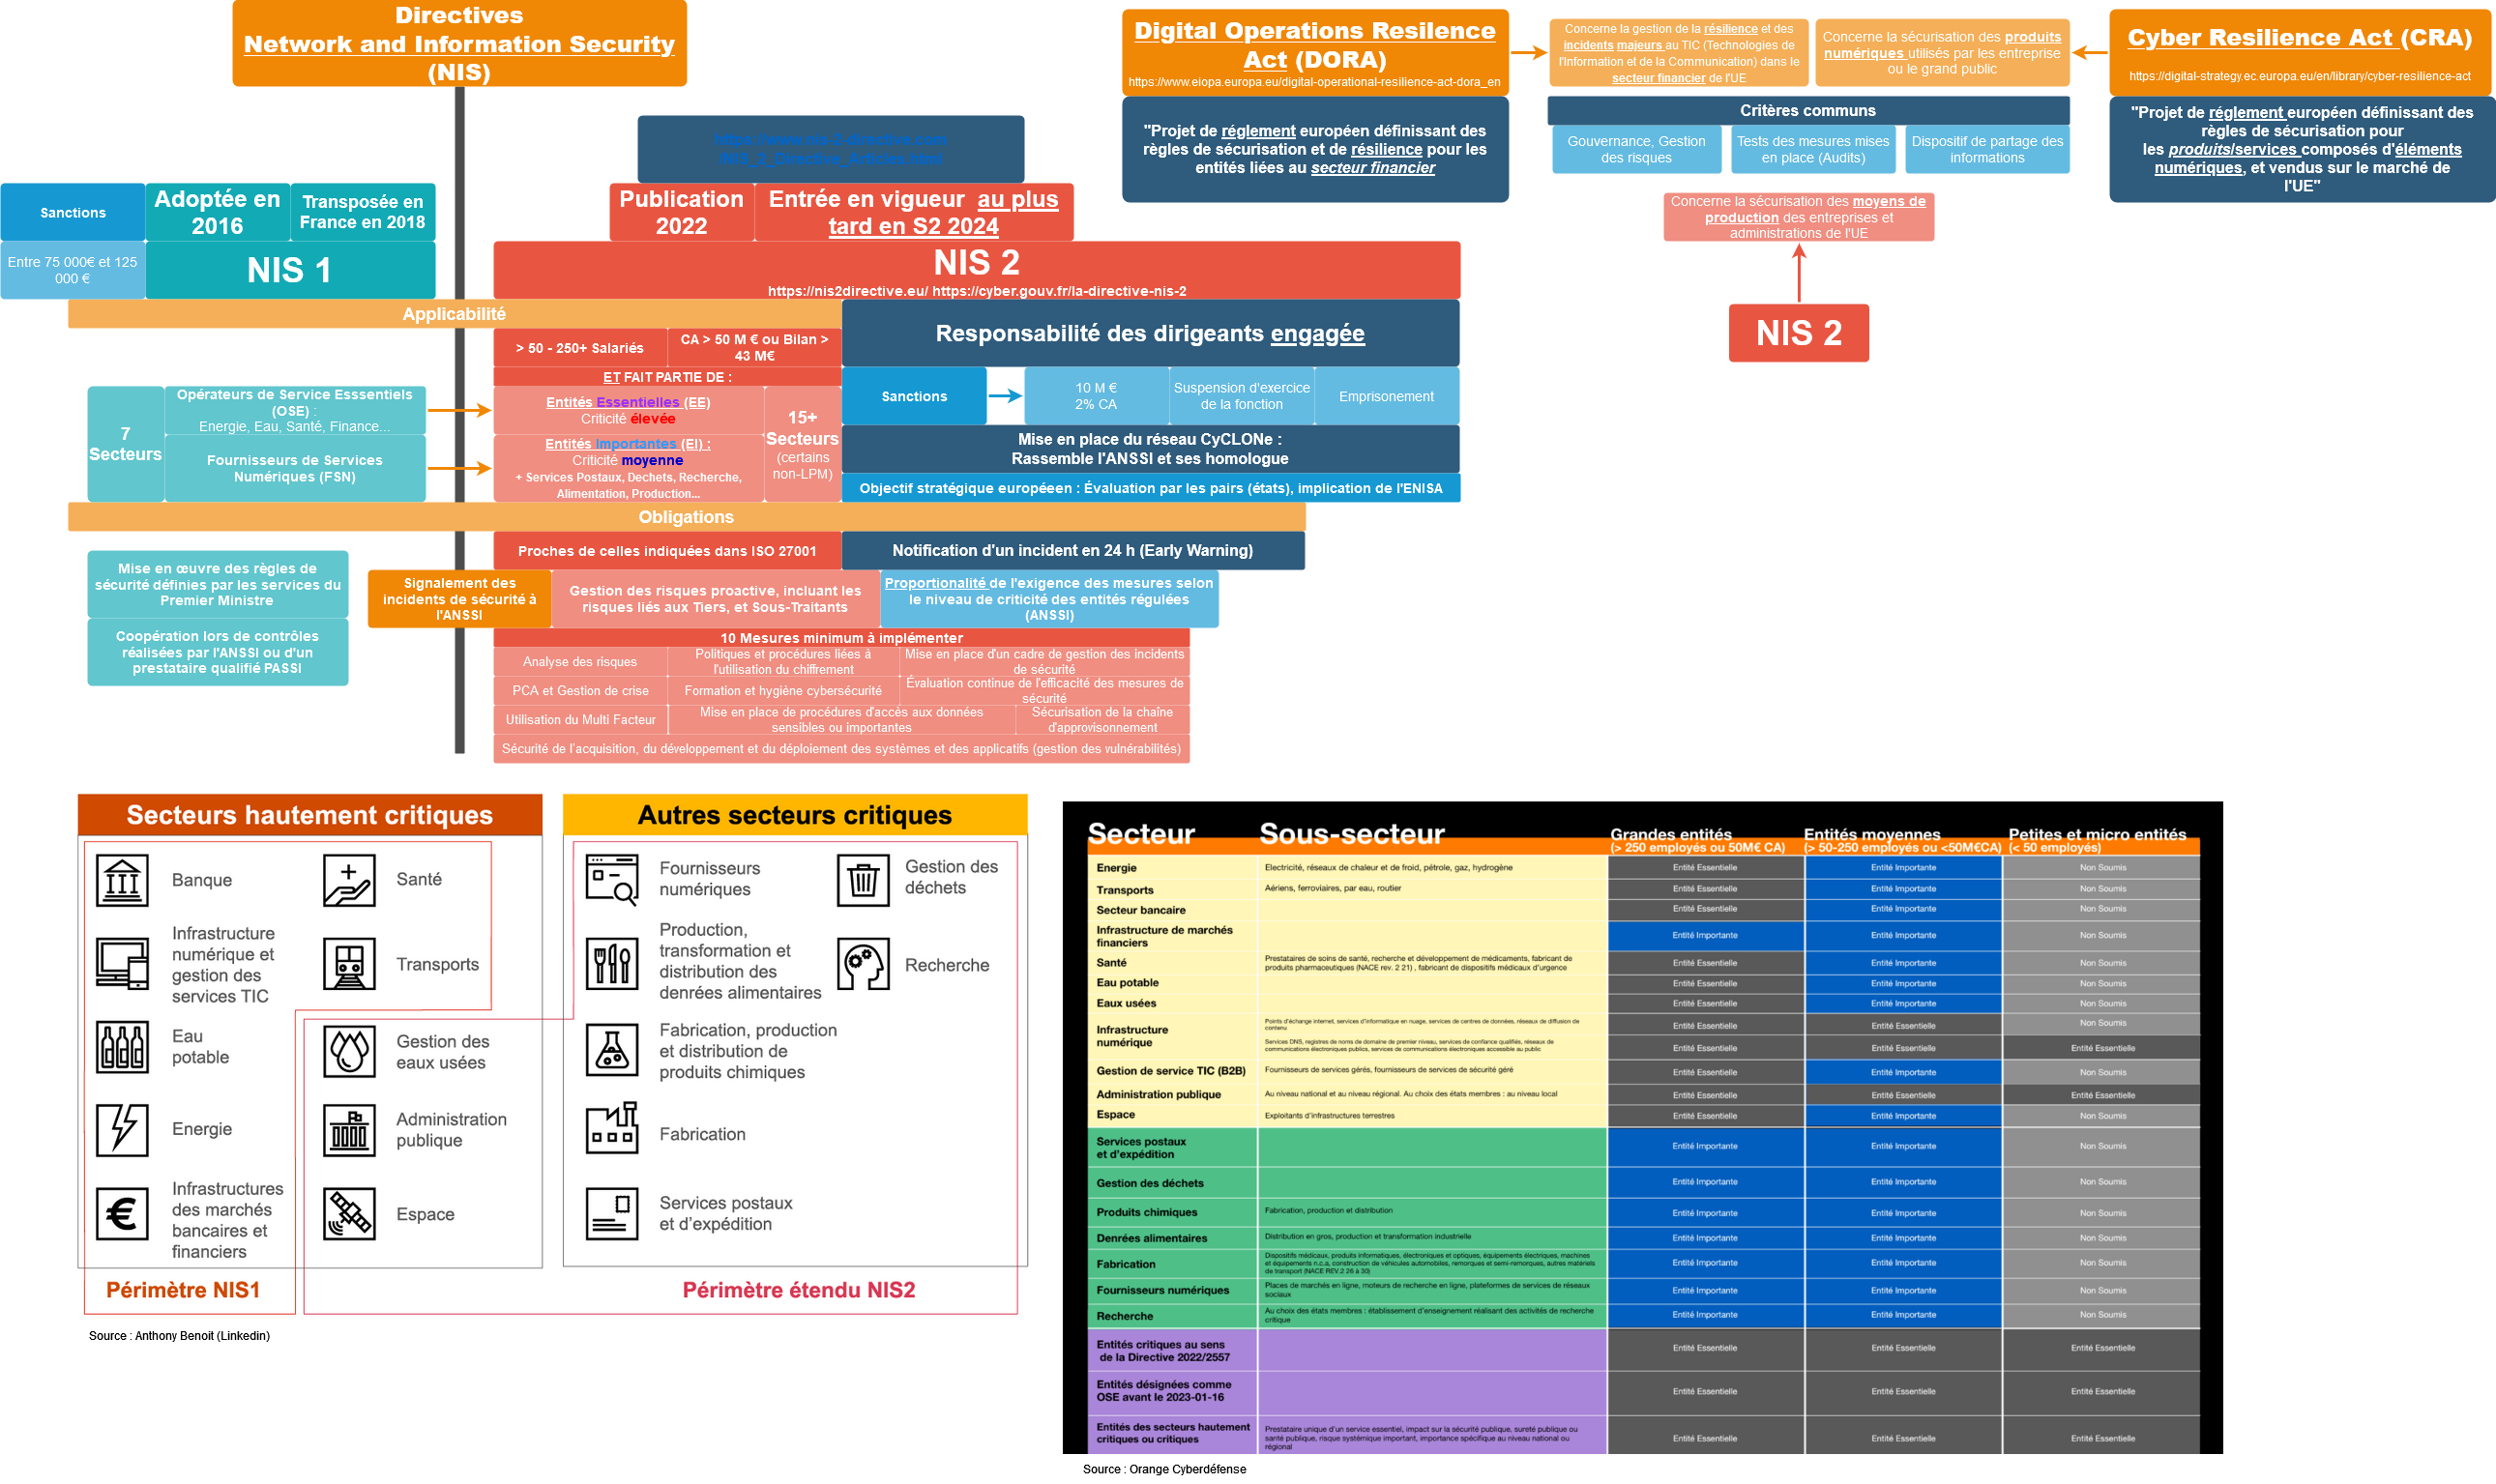 Directives
Network and Information Security
(NIS)
https://www.nis-2-directive.com
/NIS_2_Directive_Articles.html
Sanctions
Adoptée en
2016
Transposée en
France en 2018
Publication
2022
Entrée en vigueur au plus
tard en S2 2024
Entre 75 000€ et 125
000 €
NIS 1
NIS 2
https://nis2directive.eu/ https://cyber.gouv.fr/la-directive-nis-2
Applicabilité
> 50 - 250+ Salariés
CA > 50 M € ou Bilan >
43 M€
ET FAIT PARTIE DE :
Responsabilité des dirigeants engagée
7
Secteurs
Opérateurs de Service Esssentiels
(OSE) :
Energie, Eau, Santé, Finance...
Fournisseurs de Services
Numériques (FSN)
Entités Essentielles (EE)
Criticité élevée
Entités Importantes (EI) :
Criticité moyenne
+ Services Postaux, Dechets, Recherche,
Alimentation, Production...
15+
Secteurs
(certains
non-LPM)
Sanctions
10 M €
2% CA
Suspension d'exercice
de la fonction
Emprisonement
Mise en place du réseau CyCLONe :
Rassemble l'ANSSI et ses homologue
Objectif stratégique européeen : Évaluation par les pairs (états), implication de l'ENISA
Obligations
Proches de celles indiquées dans ISO 27001
Notification d'un incident en 24 h (Early Warning)
Mise en œuvre des règles de
sécurité définies par les services du
Premier Ministre
Coopération lors de contrôles
réalisées par l'ANSSI ou d'un
prestataire qualifié PASSI
Signalement des
incidents de sécurité à
l'ANSSI
Gestion des risques proactive, incluant les
risques liés aux Tiers, et Sous-Traitants
Proportionalité de l'exigence des mesures selon
le niveau de criticité des entités régulées
(ANSSI)
10 Mesures minimum à implémenter
Analyse des risques
Politiques et procédures liées à
l'utilisation du chiffrement
Mise en place d'un cadre de gestion des incidents
de sécurité
PCA et Gestion de crise
Formation et hygiène cybersécurité
Évaluation continue de l'efficacité des mesures de
sécurité
Utilisation du Multi Facteur
Mise en place de procédures d'accès aux données
sensibles ou importantes
Sécurisation de la chaîne
d'approvisonnement
Sécurité de l'acquisition, du développement et du déploiement des systèmes et des applicatifs (gestion des vulnérabilités)
Digital Operations Resilence
Act (DORA)
https://www.eiopa.europa.eu/digital-operational-resilience-act-dora_en
"Projet de réglement européen définissant des
règles de sécurisation et de résilience pour les
entités liées au secteur financier
Concerne la gestion de la résilience et des
incidents majeurs au TIC (Technologies de
l'Information et de la Communication) dans le
secteur financier de l'UE
Concerne la sécurisation des produits
numériques utilisés par les entreprise
ou le grand public
Critères communs
Gouvernance, Gestion
des risques
Tests des mesures mises
en place (Audits)
Dispositif de partage des
informations
Cyber Resilience Act (CRA)
https://digital-strategy.ec.europa.eu/en/library/cyber-resilience-act
"Projet de réglement européen définissant des
règles de sécurisation pour
les produits/services composés d'éléments
numériques, et vendus sur le marché de
l'UE"
Concerne la sécurisation des moyens de
production des entreprises et
administrations de l'UE
NIS 2
Secteurs hautement critiques
Banque
Santé
Infrastructure
numérique et
gestion des
services TIC
Transports
Eau
potable
Gestion des
eaux usées
Energie
Administration
publique
Infrastructures
des marchés
bancaires et
financiers
Espace
Périmètre NIS1
Autres secteurs critiques
Fournisseurs
numériques
Gestion des
déchets
Production,
transformation et
distribution des
denrées alimentaires
Recherche
Fabrication, production
et distribution de
produits chimiques
Fabrication
Services postaux
et d'expédition
Périmètre étendu NIS2
Source : Anthony Benoit (Linkedin)
Secteur Sous-secteur Grandes entités Entités moyennes Petites et micro entités
(> 250 employés ou 50M€ CA) (> 50-250 employés ou <50M€CA) (< 50 employés)
Energie Electricité, réseaux de chaleur et de froid, pétrole, gaz, hydrogène Entité Essentielle Entité Importante Non Soumis
Transports Aériens, ferroviaires, par eau, routier Entité Essentielle Entité Importante Non Soumis
Secteur bancaire Entité Essentielle Entité Importante Non Soumis
Infrastructure de marchés
financiers Entité Importante Entité Importante Non Soumis
Santé Prestataires de soins de santé, recherche et développement de médicaments, fabricant de
produits pharmaceutiques (NACE rev. 2 21) , fabricant de dispositifs médicaux d'urgence Entité Essentielle Entité Importante Non Soumis
Eau potable Entité Essentielle Entité Importante Non Soumis
Eaux usées Entité Essentielle Entité Importante Non Soumis
Infrastructure
numérique
Points d'échange internet, services d'informatique en nuage, services de centres de données, réseaux de diffusion de
contenu Entité Essentielle Entité Essentielle Non Soumis
Services DNS, registres de noms de domaine de premier niveau, services de confiance qualifiés, réseaux de
communications électroniques publics, services de communications électroniques accessible au public Entité Essentielle Entité Essentielle Entité Essentielle
Gestion de service TIC (B2B) Fournisseurs de services gérés, fournisseurs de services de sécurité géré Entité Essentielle Entité Importante Non Soumis
Administration publique Au niveau national et au niveau régional. Au choix des états membres : au niveau local Entité Essentielle Entité Essentielle Entité Essentielle
Espace Exploitants d'infrastructures terrestres Entité Essentielle Entité Importante Non Soumis
Services postaux
et d'expédition Entité Importante Entité Importante Non Soumis
Gestion des déchets Entité Importante Entité Importante Non Soumis
Produits chimiques Fabrication, production et distribution Entité Importante Entité Importante Non Soumis
Denrées alimentaires Distribution en gros, production et transformation industrielle Entité Importante Entité Importante Non Soumis
Fabrication Dispositifs médicaux, produits informatiques, électroniques et optiques, équipements électriques, machines
et équipements n.c.a, construction de véhicules automobiles, remorques et semi-remorques, autres matériels
de transport (NACE REV.2 26 à 30) Entité Importante Entité Importante Non Soumis
Fournisseurs numériques Places de marchés en ligne, moteurs de recherche en ligne, plateformes de services de réseaux
sociaux Entité Importante Entité Importante Non Soumis
Recherche Au choix des états membres : établissement d'enseignement réalisant des activités de recherche
critique Entité Importante Entité Importante Non Soumis
Entités critiques au sens
de la Directive 2022/2557 Entité Essentielle Entité Essentielle Entité Essentielle
Entités désignées comme
OSE avant le 2023-01-16 Entité Essentielle Entité Essentielle Entité Essentielle
Entités des secteurs hautement
critiques ou critiques
Prestataire unique d'un service essentiel, impact sur la sécurité publique, sureté publique ou
santé publique, risque systémique important, importance spécifique au niveau national ou
régional Entité Essentielle Entité Essentielle Entité Essentielle
Source : Orange Cyberdéfense